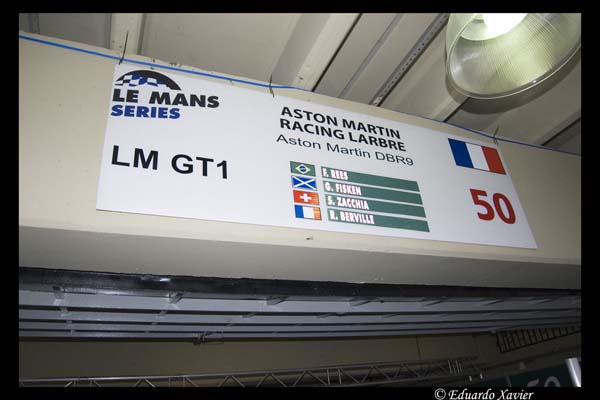 LE MANS
SERIES
LM GT1
ASTON MARTIN
RACING LARBRE
Aston Martin DBR9
F. REES
G. FISKEN
S. ZACCHIA
R. BERVILLE
50
50
© Eduardo Xavier